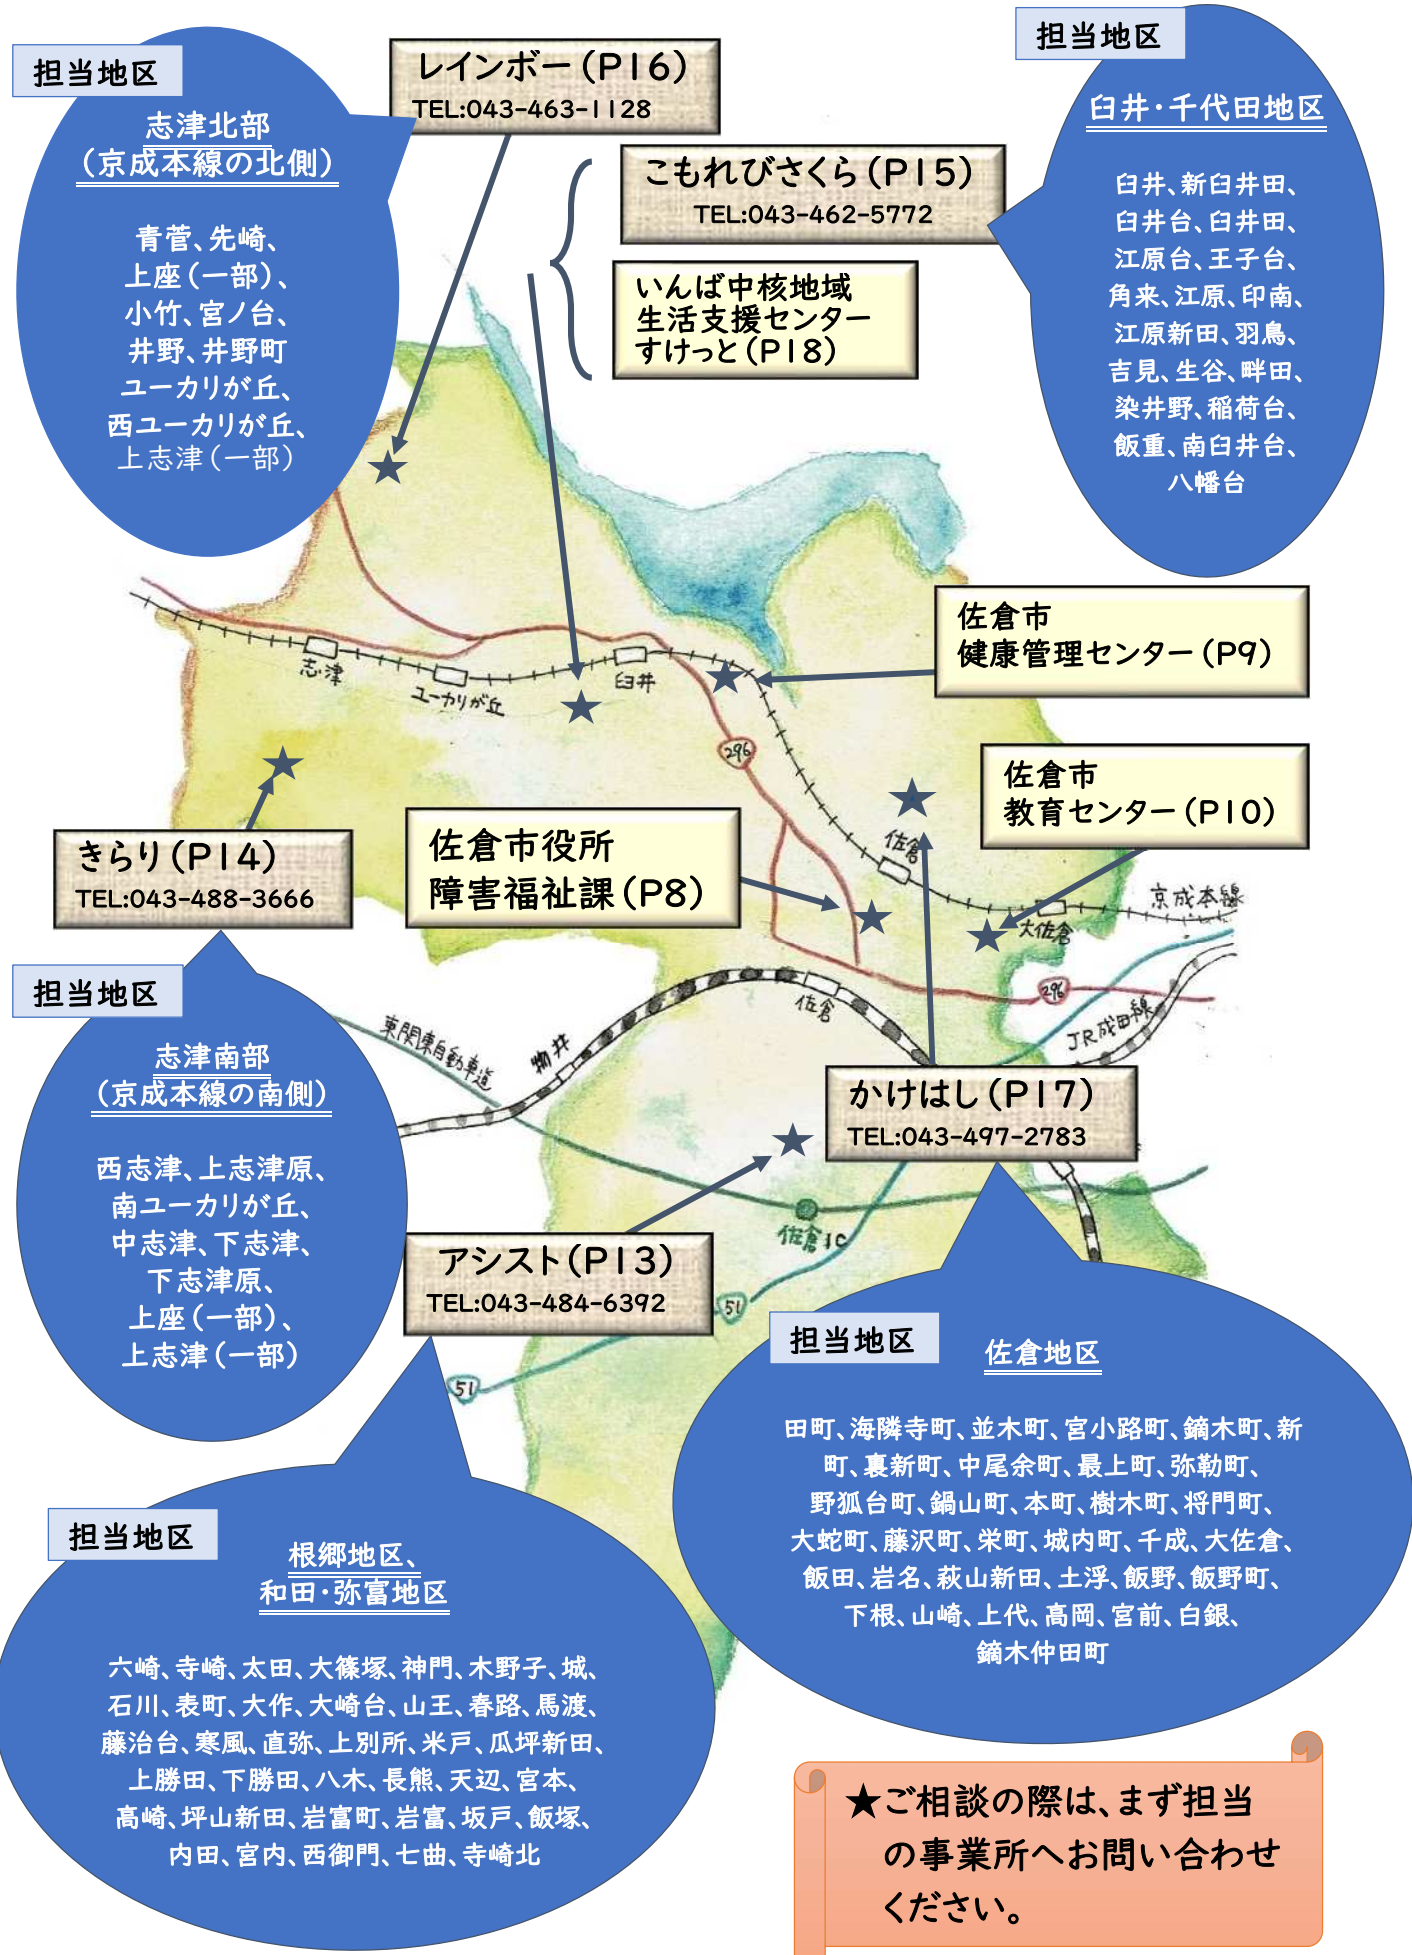 担当地区
志津北部
（京成本線の北側）
青菅、先崎、
上座（一部）、
小竹、宮ノ台、
井野、井野町
ユーカリが丘、
西ユーカリが丘、
上志津（一部）
レインボー（P16）
TEL:043-463-1128
こもれびさくら（P15）
TEL:043-462-5772
いんば中核地域
生活支援センター
すけっと（P18）
担当地区
臼井・千代田地区
臼井、新臼井田、
臼井台、臼井田、
江原台、王子台、
角来、江原、印南、
江原新田、羽鳥、
吉見、生谷、畔田、
染井野、稲荷台、
飯重、南臼井台、
八幡台
佐倉市
健康管理センター（P9）
志津
ユーカリが丘
臼井
296
佐倉市
教育センター（P10）
佐倉市役所
障害福祉課（P8）
佐倉
大佐倉
京成本線
きらり（P14）
TEL:043-488-3666
担当地区
志津南部
（京成本線の南側）
西志津、上志津原、
南ユーカリが丘、
中志津、下志津、
下志津原、
上座（一部）、
上志津（一部）
東関東自動車道
物井
佐倉
296
JR成田線
かけはし（P17）
TEL:043-497-2783
佐倉IC
アシスト（P13）
TEL:043-484-6392
51
51
担当地区
佐倉地区
田町、海隣寺町、並木町、宮小路町、鏑木町、新
町、裏新町、中尾余町、最上町、弥勒町、
野狐台町、鍋山町、本町、樹木町、将門町、
大蛇町、藤沢町、栄町、城内町、千成、大佐倉、
飯田、岩名、萩山新田、土浮、飯野、飯野町、
下根、山崎、上代、高岡、宮前、白銀、
鏑木仲田町
担当地区
根郷地区、
和田・弥富地区
六崎、寺崎、太田、大篠塚、神門、木野子、城、
石川、表町、大作、大崎台、山王、春路、馬渡、
藤治台、寒風、直弥、上別所、米戸、瓜坪新田、
上勝田、下勝田、八木、長熊、天辺、宮本、
高崎、坪山新田、岩富町、岩富、坂戸、飯塚、
内田、宮内、西御門、七曲、寺崎北
★ご相談の際は、まず担当
の事業所へお問い合わせ
ください。